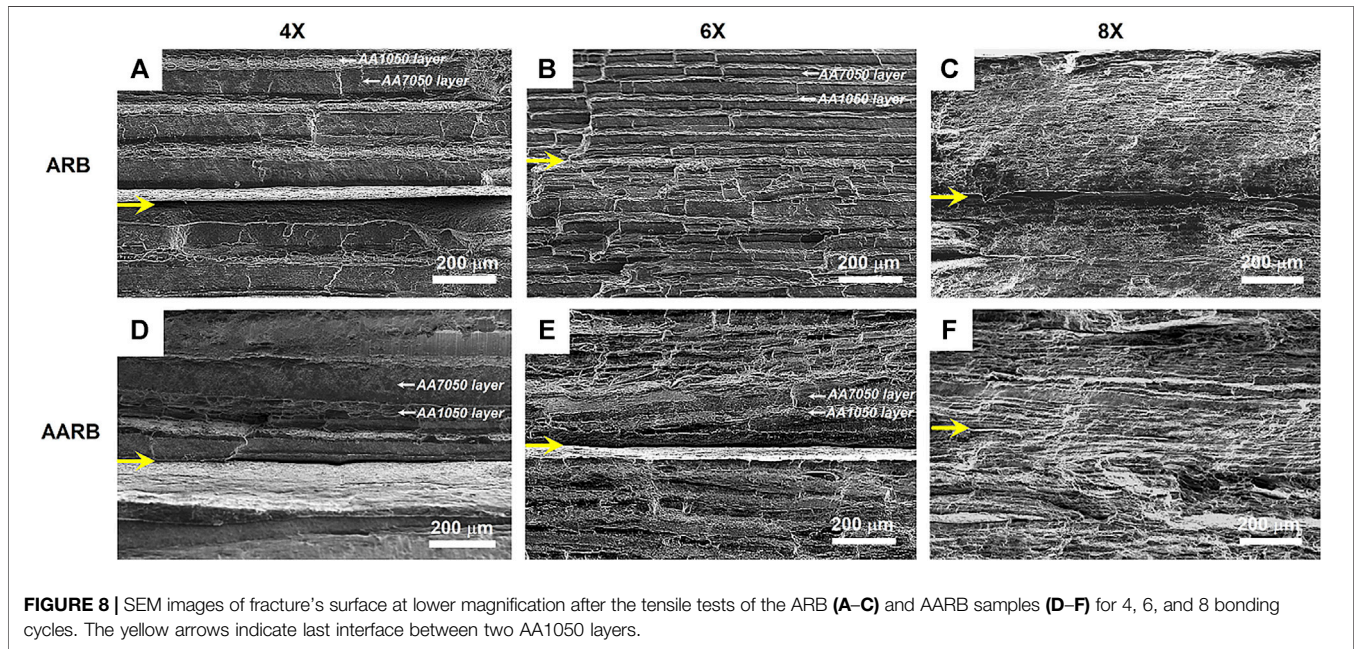 4X
6X
8X
ARB
A
AA1050 layer
AA7050 layer
200 μm
B
AA7050 layer
AA1050 layer
200 μm
C
200 μm
AARB
D
AA7050 layer
AA1050 layer
200 μm
E
AA7050 layer
AA1050 layer
200 μm
F
200 μm
FIGURE 8 | SEM images of fracture's surface at lower magnification after the tensile tests of the ARB (A–C) and AARB samples (D–F) for 4, 6, and 8 bonding
cycles. The yellow arrows indicate last interface between two AA1050 layers.